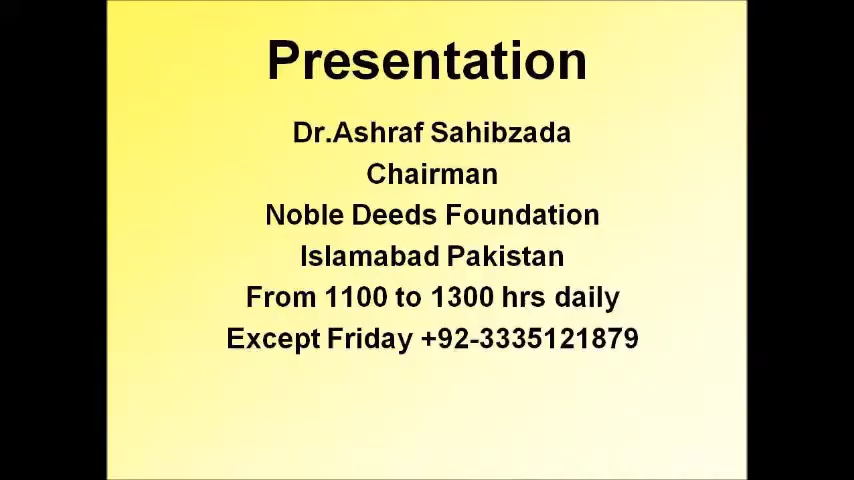 Presentation
Dr.Ashraf Sahibzada
Chairman
Noble Deeds Foundation
Islamabad Pakistan
From 1100 to 1300 hrs daily
Except Friday +92-3335121879